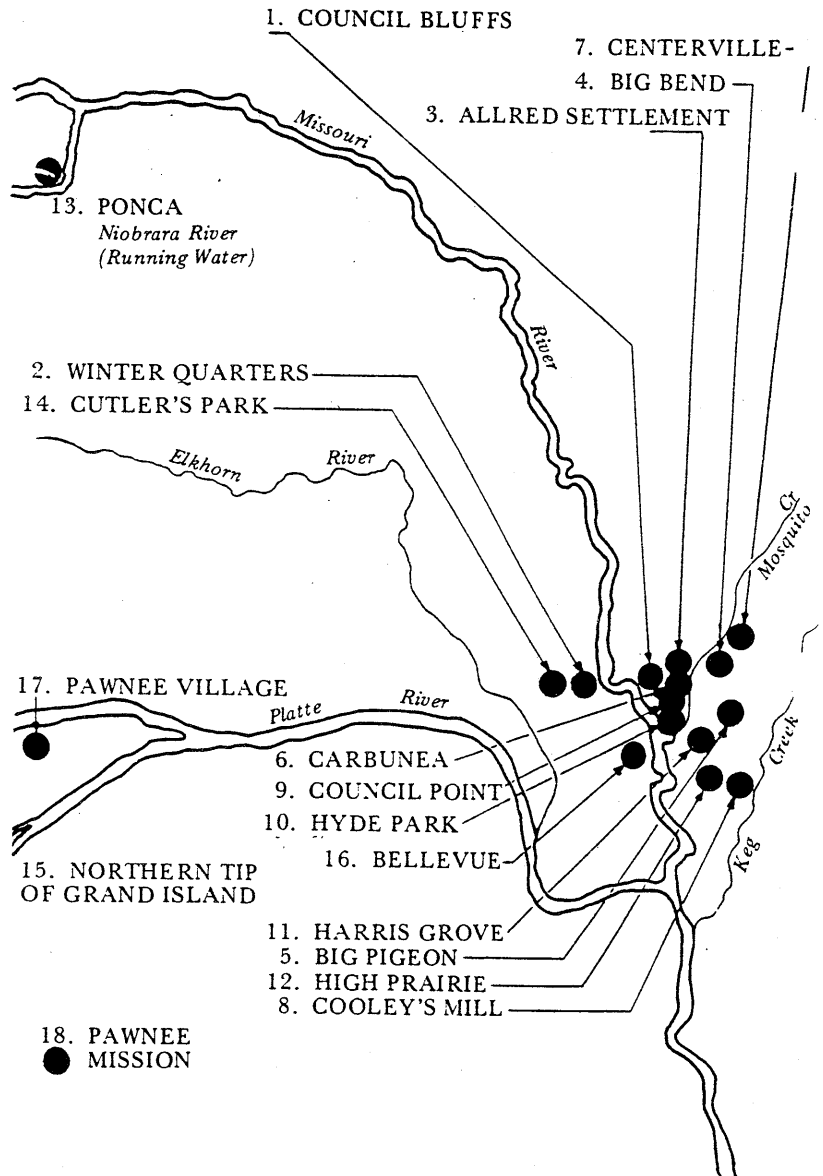 1. COUNCIL BLUFFS
7. CENTERVILLE-
4. BIG BEND
3. ALLRED SETTLEMENT
Missouri
13. PONCA
Niobrara River
(Running Water)
River
2. WINTER QUARTERS
14. CUTLER'S PARK
Elkhorn River
Mosquito Cr
17. PAWNEE VILLAGE
Platte River
6. CARBUNEA
9. COUNCIL POINT
10. HYDE PARK
16. BELLEVUE
Keg Creek
15. NORTHERN TIP
OF GRAND ISLAND
11. HARRIS GROVE
5. BIG PIGEON
12. HIGH PRAIRIE
8. COOLEY'S MILL
18. PAWNEE
MISSION